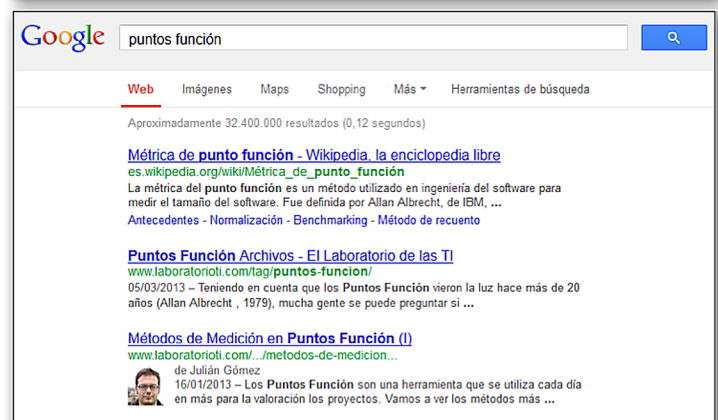 Google puntos función
Web Imágenes Maps Shopping Más Herramientas de búsqueda
Aproximadamente 32.400.000 resultados (0,12 segundos)
Métrica de punto función - Wikipedia, la enciclopedia libre
es.wikipedia.org/wiki/Métrica_de_punto_función
La métrica del punto función es un método utilizado en ingeniería del software para
medir el tamaño del software. Fue definida por Allan Albrecht, de IBM, ...
Antecedentes - Normalización - Benchmarking - Método de recuento
Puntos Función Archivos - El Laboratorio de las TI
www.laboratorioti.com/tag/puntos-funcion/
05/03/2013 – Teniendo en cuenta que los Puntos Función vieron la luz hace más de 20
años (Allan Albrecht , 1979), mucha gente se puede preguntar si ...
Métodos de Medición en Puntos Función (I)
www.laboratorioti.com/.../metodos-de-medicion...
de Julián Gómez
16/01/2013 – Los Puntos Función son una herramienta que se utiliza cada día
en más para la valoración los proyectos. Vamos a ver los métodos más ...